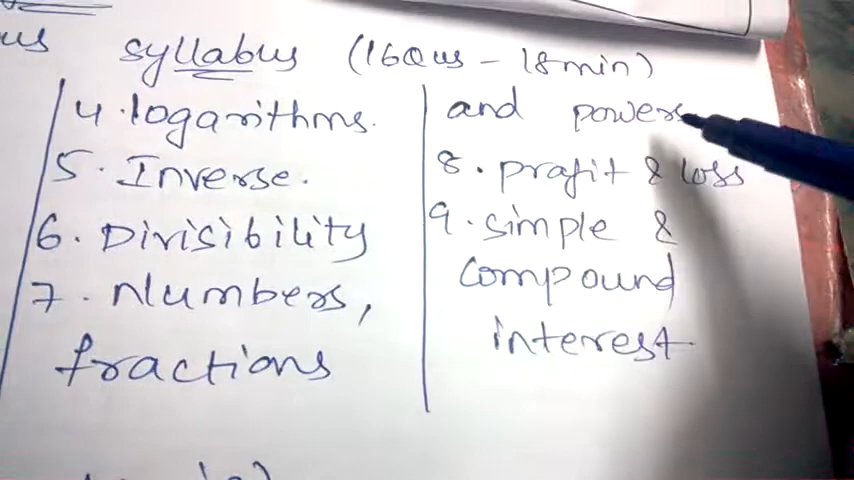 us syllabus (16Qus - 18min)
4. logarithms.
5. Inverse.
6. Divisibility
7. Numbers,
fractions
and powers
8. profit & loss
9. simple &
compound
interest